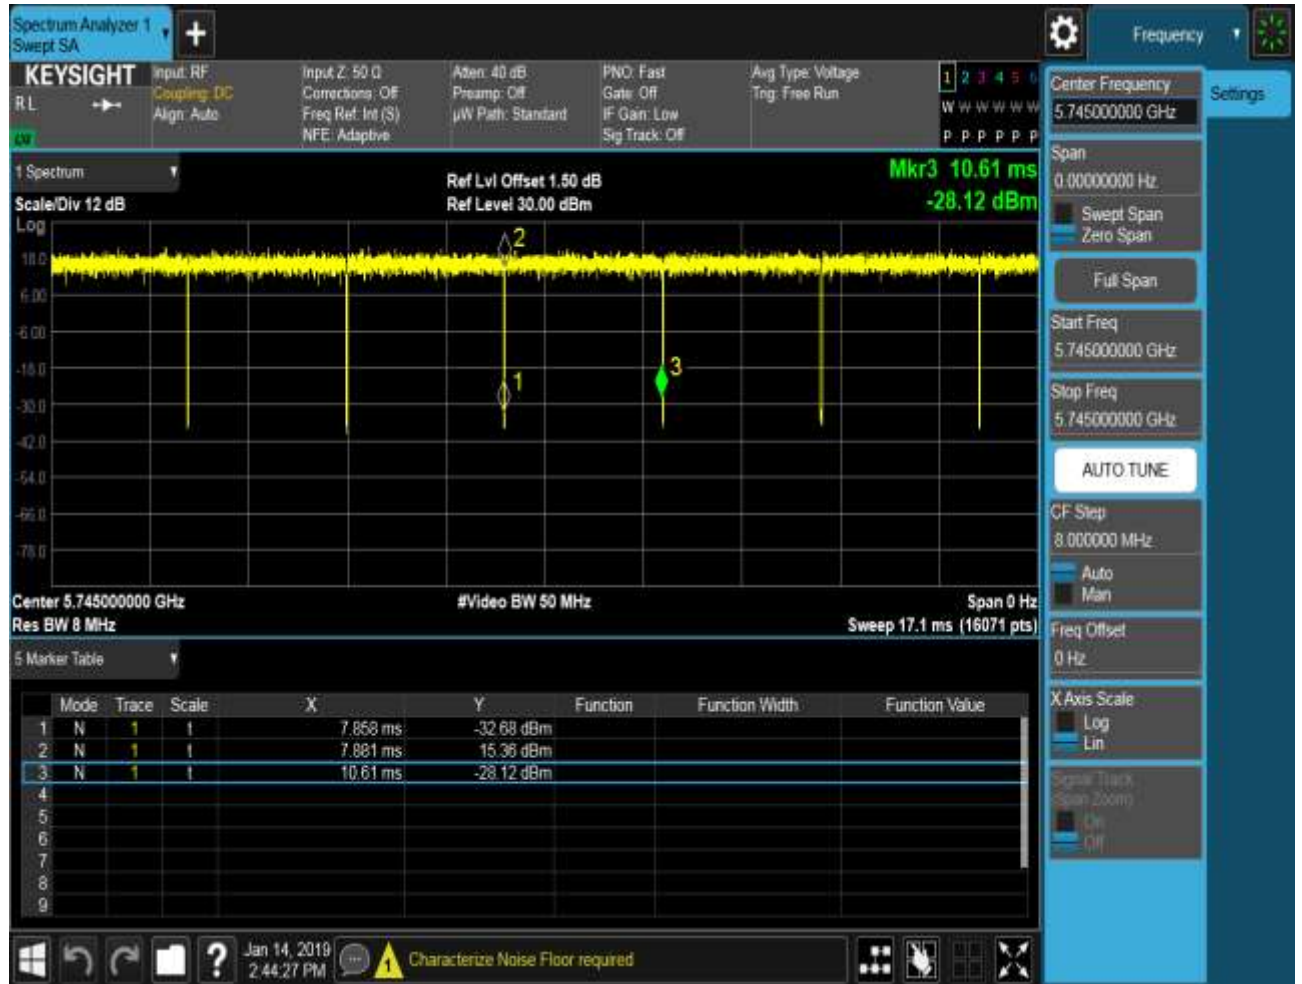 Spectrum Analyzer 1
Swept SA
+
Frequency
KEYSIGHT
R L
Input: RF
Coupling: DC
Align: Auto
Input Z: 50 Ω
Corrections: Off
Freq Ref: Int (S)
NFE: Adaptive
Atten: 40 dB
Preamp: Off
µW Path: Standard
PNO: Fast
Gate: Off
IF Gain: Low
Sig Track: Off
Avg Type: Voltage
Trig: Free Run
1 2 3 4 5 6
W W W W W W
P P P P P P
1 Spectrum
Scale/Div 12 dB
Log
Ref Lvl Offset 1.50 dB
Ref Level 30.00 dBm
Mkr3 10.61 ms
-28.12 dBm
18.0
6.00
-6.00
-18.0
-30.0
-42.0
-54.0
-66.0
-78.0
2
1
3
Center 5.745000000 GHz
Res BW 8 MHz
#Video BW 50 MHz
Span 0 Hz
Sweep 17.1 ms (16071 pts)
5 Marker Table
Mode Trace Scale X Y Function Function Width Function Value
1 N 1 t 7.858 ms -32.68 dBm
2 N 1 t 7.881 ms 15.36 dBm
3 N 1 t 10.61 ms -28.12 dBm
4
5
6
7
8
9
Jan 14, 2019
2:44:27 PM
?
1
Characterize Noise Floor required
Center Frequency
5.745000000 GHz
Settings
Span
0.00000000 Hz
Swept Span
Zero Span
Full Span
Start Freq
5.745000000 GHz
Stop Freq
5.745000000 GHz
AUTO TUNE
CF Step
8.000000 MHz
Auto
Man
Freq Offset
0 Hz
X Axis Scale
Log
Lin
Signal Track
(Span Zoom)
On
Off